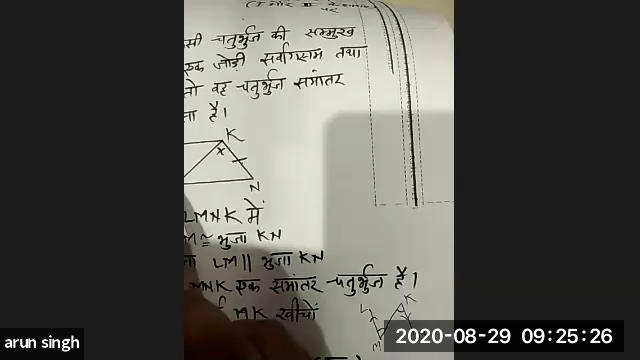 चतुर्भुज की सम्मुख
एक जोड़ी सर्वांगसम तथा
तो वह चतुर्भुज समांतर
है।
K
N
LMNK में
M ≅ भुजा KN
LM || भुजा KN
MNK एक समांतर चतुर्भुज है।
MK खींचों
L K
M
arun singh
2020-08-29 09:25:26